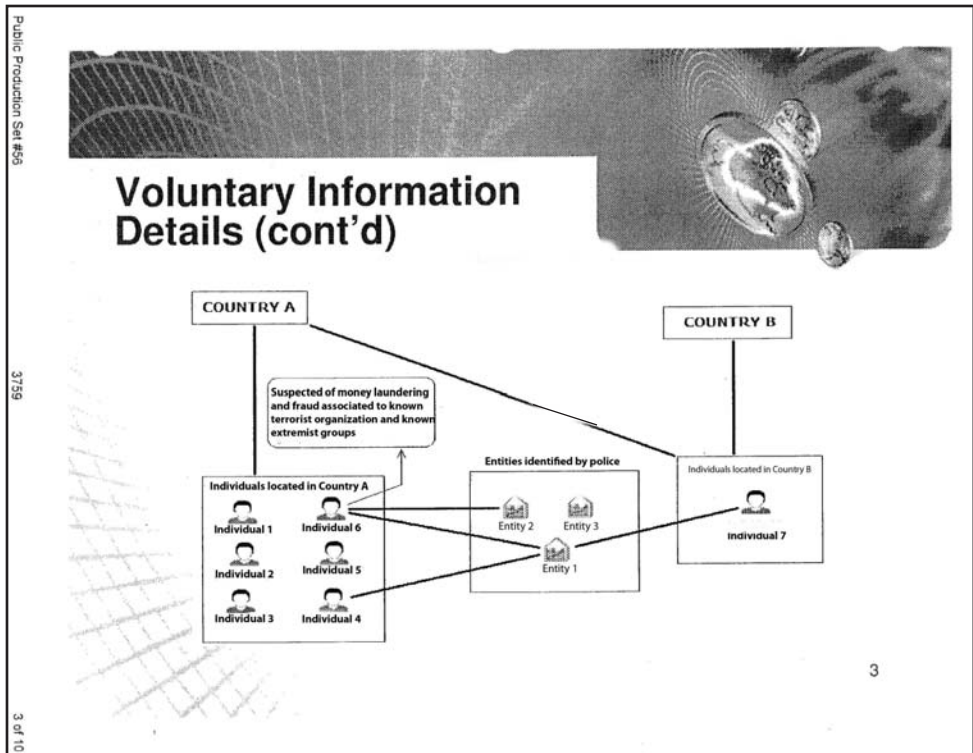 Public Production Set #56
3759
3 of 10
Voluntary Information
Details (cont'd)
COUNTRY A
COUNTRY B
Suspected of money laundering
and fraud associated to known
terrorist organization and known
extremist groups
Individuals located in Country A
Individual 1
Individual 6
Individual 2
Individual 5
Individual 3
Individual 4
Entities identified by police
Entity 2
Entity 3
Entity 1
Individuals located in Country B
Individual 7
3